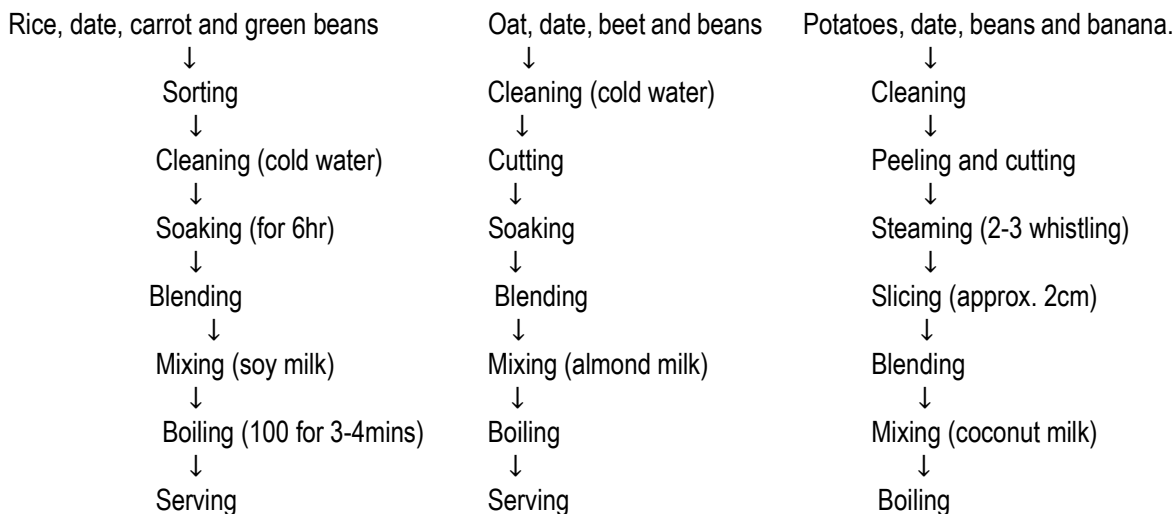 Rice, date, carrot and green beans
↓
Sorting
↓
Cleaning (cold water)
↓
Soaking (for 6hr)
↓
Blending
↓
Mixing (soy milk)
↓
Boiling (100 for 3-4mins)
↓
Serving
Oat, date, beet and beans
↓
Cleaning (cold water)
↓
Cutting
↓
Soaking
↓
Blending
↓
Mixing (almond milk)
↓
Boiling
↓
Serving
Potatoes, date, beans and banana.
↓
Cleaning
↓
Peeling and cutting
↓
Steaming (2-3 whistling)
↓
Slicing (approx. 2cm)
↓
Blending
↓
Mixing (coconut milk)
↓
Boiling